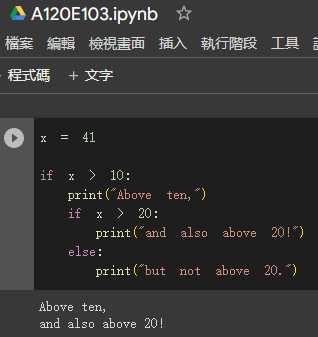 A120E103.ipynb
檔案 編輯 檢視畫面 插入 執行階段 工具
程式碼 + 文字
x = 41
if x > 10:
    print("Above ten,")
    if x > 20:
        print("and also above 20!")
    else:
        print("but not above 20.")
Above ten,
and also above 20!